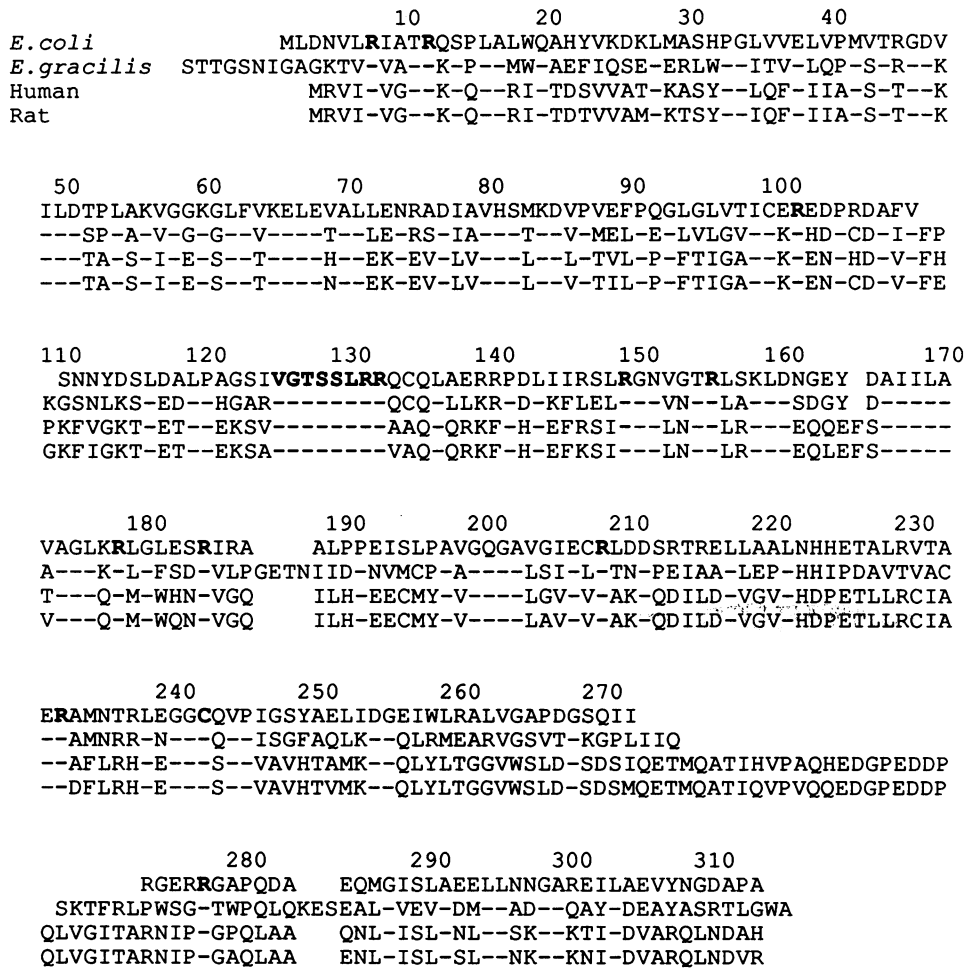 10 20 30 40
E.coli MLDNVLRIATRQSPLALWQAHYVKDKLMASHPGLVVELVPMVTRGDV
E.gracilis STTGSNIGAGKTV-VA--K-P--MW-AEFIQSE-ERLW--ITV-LQP-S-R--K
Human MRVI-VG--K-Q--RI-TDSVVAT-KASY--LQF-IIA-S-T--K
Rat MRVI-VG--K-Q--RI-TDTVVAM-KTSY--IQF-IIA-S-T--K
50 60 70 80 90 100
ILDTPLAKVGGKGLFVKELEVALLENRADIAVHSMKDVPVEFPQGLGLVTICEREDPRDAFV
---SP-A-V-G-G--V----T--LE-RS-IA---T--V-MEL-E-LVLGV--K-HD-CD-I-FP
---TA-S-I-E-S--T----H--EK-EV-LV---L--L-TVL-P-FTIGA--K-EN-HD-V-FH
---TA-S-I-E-S--T----N--EK-EV-LV---L--V-TIL-P-FTIGA--K-EN-CD-V-FE
110 120 130 140 150 160 170
SNNYDSLDALPAGSIVGTSSLRRQCQLAERRPDLIIRSLRGNVGTRLSKLDNGEY DAIILA
KGSNLKS-ED--HGAR--------QCQ-LLKR-D-KFLEL---VN--LA---SDGY D-----
PKFVGKT-ET--EKSV--------AAQ-QRKF-H-EFRSI---LN--LR---EQQEFS-----
GKFIGKT-ET--EKSA--------VAQ-QRKF-H-EFKSI---LN--LR---EQLEFS-----
180 190 200 210 220 230
VAGLKRLGLESRIRA ALPPEISLPAVGQGAVGIECRLDDSRTRELLAALNHHETALRVTA
A---K-L-FSD-VLPGETNIID-NVMCP-A----LSI-L-TN-PEIAA-LEP-HHIPDAVTVAC
T---Q-M-WHN-VGQ ILH-EECMY-V----LGV-V-AK-QDILD-VGV-HDPETLLRCIA
V---Q-M-WQN-VGQ ILH-EECMY-V----LAV-V-AK-QDILD-VGV-HDPETLLRCIA
240 250 260 270
ERAMNTRLEGGCQVPIGSYAELIDGEIWLRALVGAPDGSQII
--AMNRR-N---Q--ISGFAQLK--QLRMEARVGSVT-KGPLIIQ
--AFLRH-E---S--VAVHTAMK--QLYLTGGVWSLD-SDSIQETMQATIHVPAQHEDGPEDDP
--DFLRH-E---S--VAVHTVMK--QLYLTGGVWSLD-SDSMQETMQATIQVPVQQEDGPEDDP
280 290 300 310
RGERRGAPQDA EQMGISLAEELLNNGAREILAEVYNGDAPA
SKTFRLPWSG-TWPQLQKESEAL-VEV-DM--AD--QAY-DEAYASRTLGWA
QLVGITARNIP-GPQLAA QNL-ISL-NL--SK--KTI-DVARQLNDAH
QLVGITARNIP-GAQLAA ENL-ISL-SL--NK--KNI-DVARQLNDVR